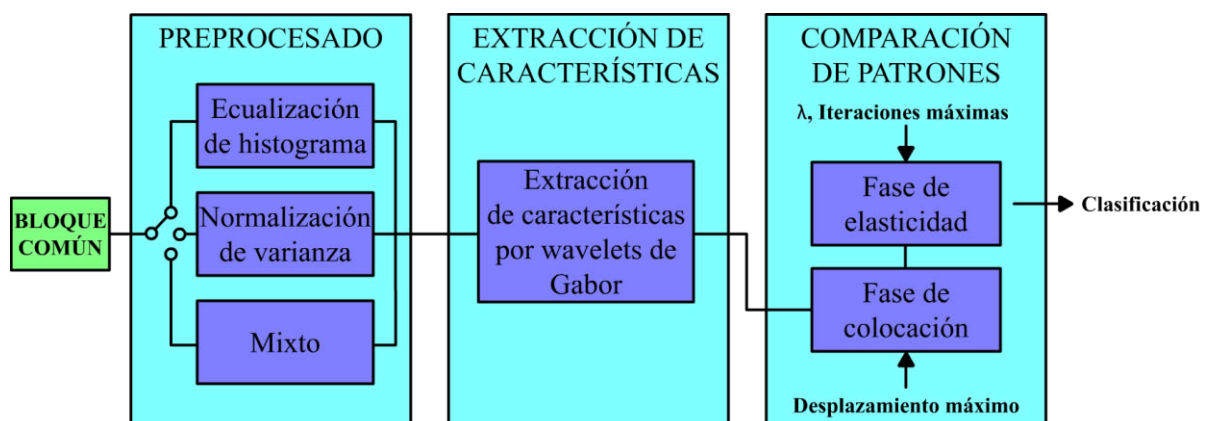 PREPROCESADO
Ecualización
de histograma
Normalización
de varianza
Mixto
BLOQUE
COMÚN
EXTRACCIÓN DE
CARACTERÍSTICAS
Extracción
de características
por wavelets de
Gabor
COMPARACIÓN
DE PATRONES
λ, Iteraciones máximas
Fase de
elasticidad
Fase de
colocación
Desplazamiento máximo
Clasificación